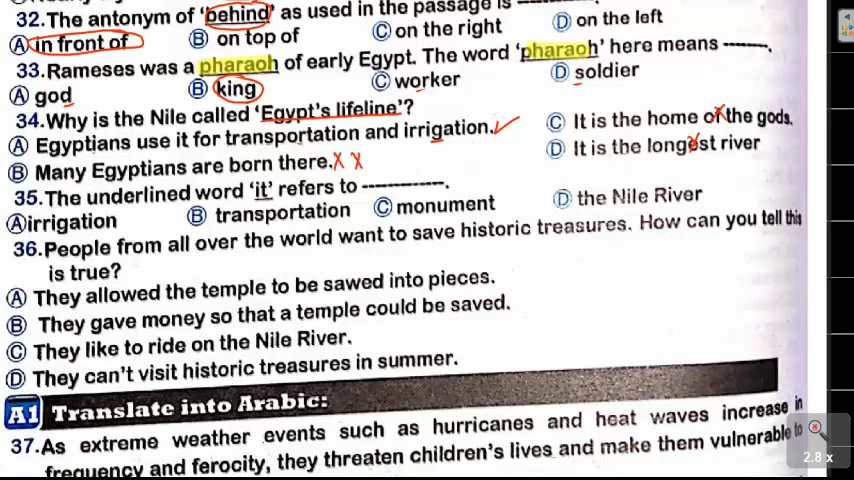 32.The antonym of 'behind' as used in the passage is ----------.
Ⓐ in front of Ⓑ on top of Ⓒ on the right Ⓓ on the left
33.Rameses was a pharaoh of early Egypt. The word 'pharaoh' here means -------.
Ⓐ god Ⓑ king Ⓒ worker Ⓓ soldier
34.Why is the Nile called 'Egypt's lifeline'?
Ⓐ Egyptians use it for transportation and irrigation. Ⓒ It is the home of the gods.
Ⓑ Many Egyptians are born there. Ⓓ It is the longest river
35.The underlined word 'it' refers to ------------.
Ⓐ irrigation Ⓑ transportation Ⓒ monument Ⓓ the Nile River
36.People from all over the world want to save historic treasures. How can you tell this
is true?
Ⓐ They allowed the temple to be sawed into pieces.
Ⓑ They gave money so that a temple could be saved.
Ⓒ They like to ride on the Nile River.
Ⓓ They can't visit historic treasures in summer.
A1 Translate into Arabic:
37.As extreme weather events such as hurricanes and heat waves increase in
frequency and ferocity, they threaten children's lives and make them vulnerable to
2.8 x